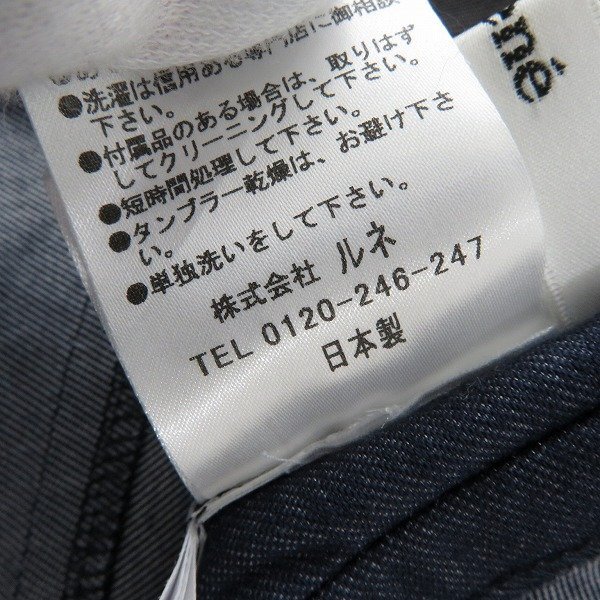 ●洗濯は信用ある専門店に御相談
下さい。
●付属品のある場合は、取りはず
してクリーニングして下さい。
●短時間処理して下さい。
●タンブラー乾燥は、お避け下さ
い。
●単独洗いをして下さい。
株式会社 ルネ
TEL 0120-246-247
日本製